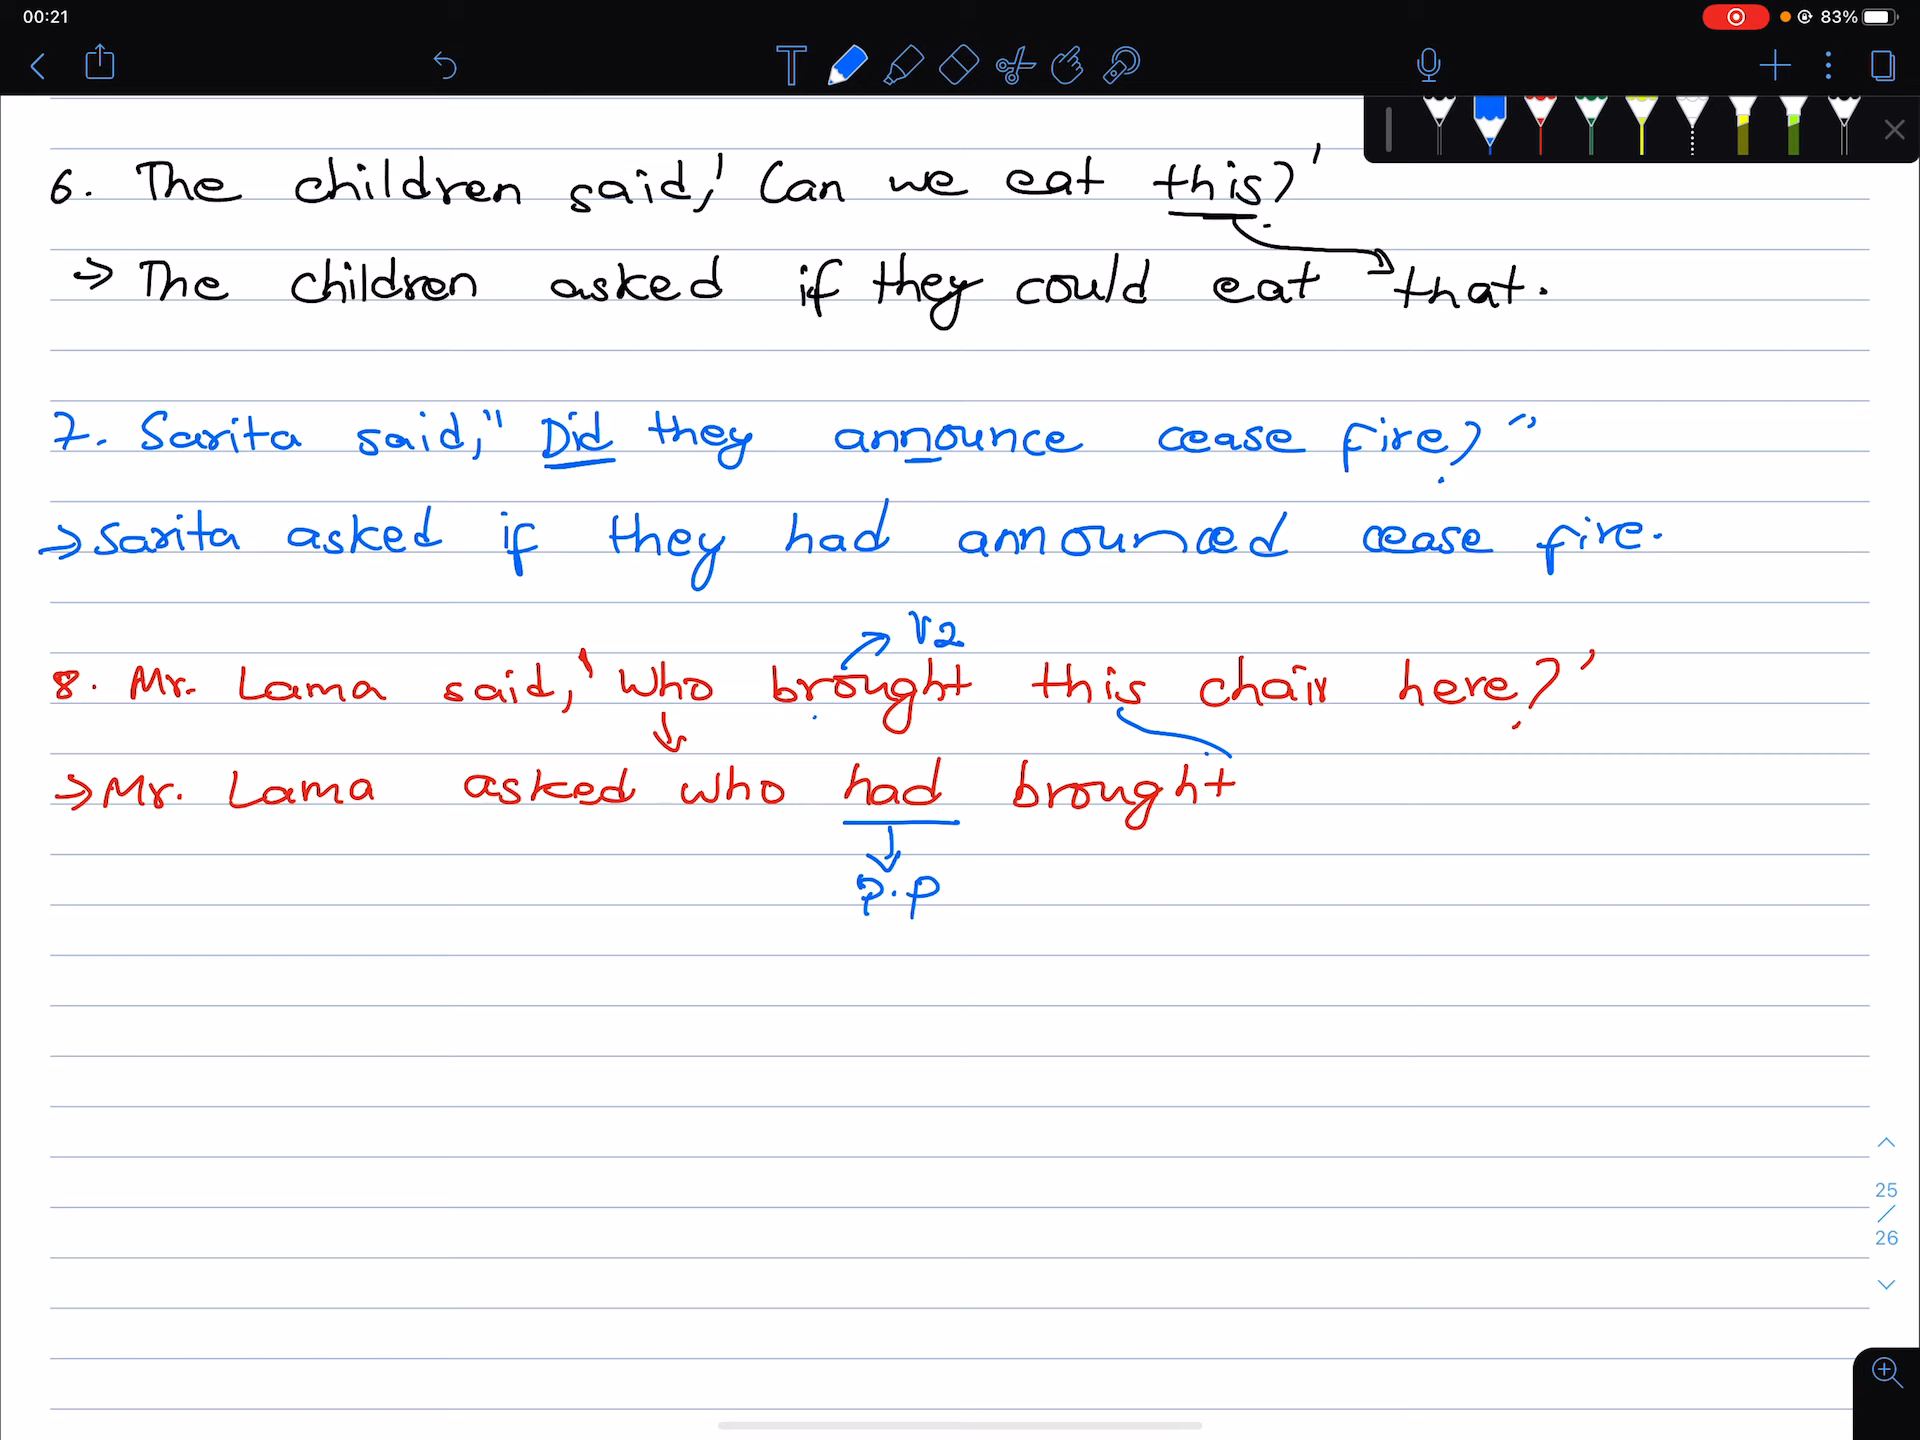 00:21
83%
6. The children said,' Can we eat this?'
→ The children asked if they could eat that.
7. Sarita said," Did they announce cease fire?"
→ Sarita asked if they had announced cease fire.
V2
8. Mr. Lama said,' Who brought this chair here?'
→ Mr. Lama asked who had brought
P.P
25
/
26